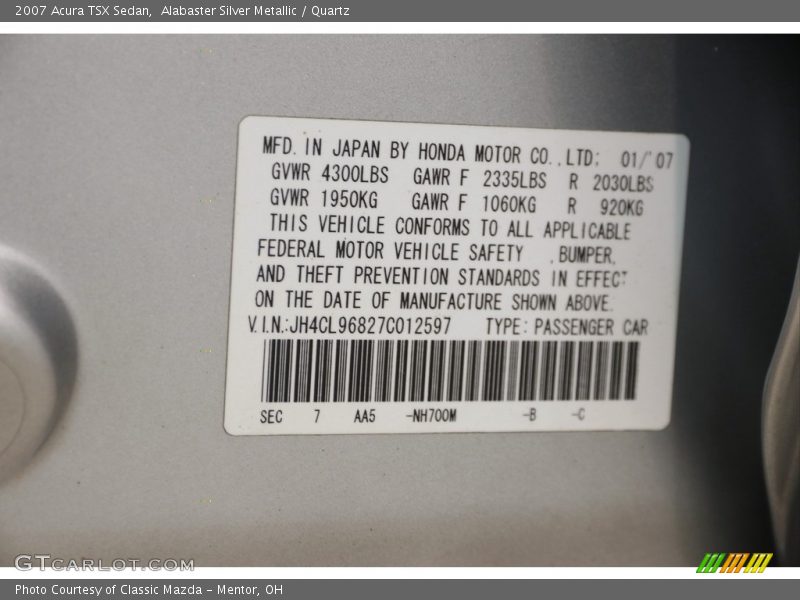 2007 Acura TSX Sedan,  Alabaster Silver Metallic / Quartz
MFD. IN JAPAN BY HONDA MOTOR CO.,LTD; 01/'07
GVWR 4300LBS GAWR F 2335LBS R 2030LBS
GVWR 1950KG GAWR F 1060KG R 920KG
THIS VEHICLE CONFORMS TO ALL APPLICABLE
FEDERAL MOTOR VEHICLE SAFETY ,BUMPER,
AND THEFT PREVENTION STANDARDS IN EFFECT
ON THE DATE OF MANUFACTURE SHOWN ABOVE.
V.I.N.:JH4CL96827C012597 TYPE: PASSENGER CAR
SEC 7 AA5 -NH700M -B -C
GTCARLOT.COM
Photo Courtesy of Classic Mazda - Mentor, OH